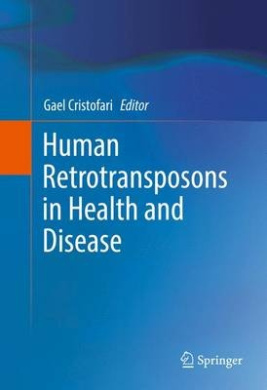 Gael Cristofari Editor
Human
Retrotransposons
in Health and
Disease
Springer